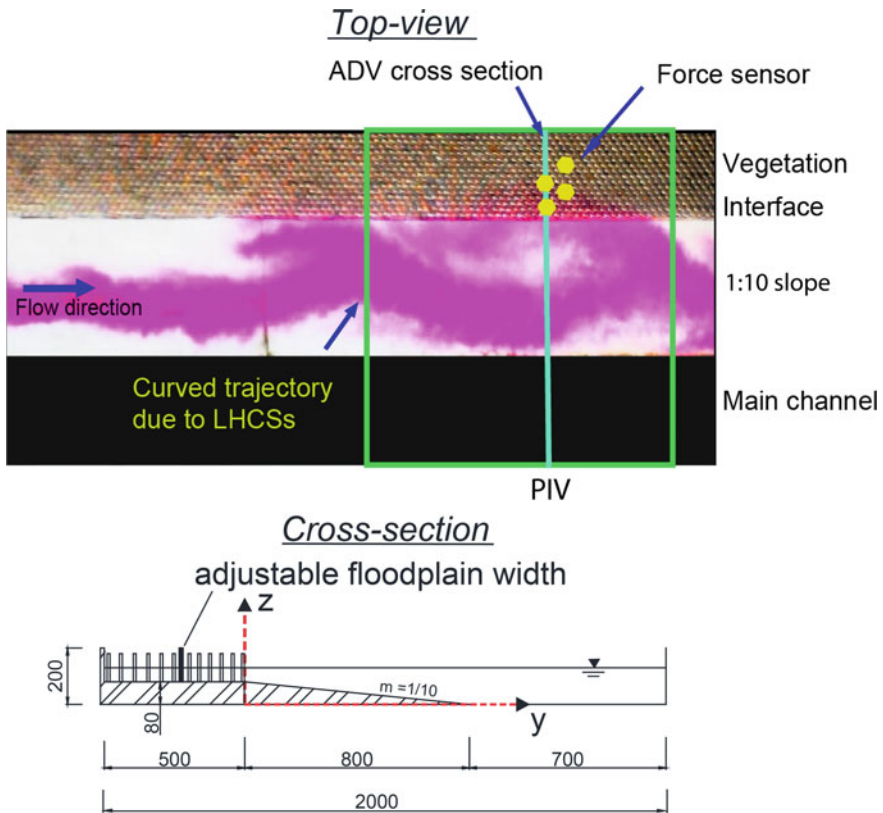 Top-view
ADV cross section
Force sensor
Vegetation
Interface
1:10 slope
Flow direction
Curved trajectory
due to LHCSs
Main channel
PIV
Cross-section
adjustable floodplain width
z
200
80
m =1/10
y
500
800
700
2000